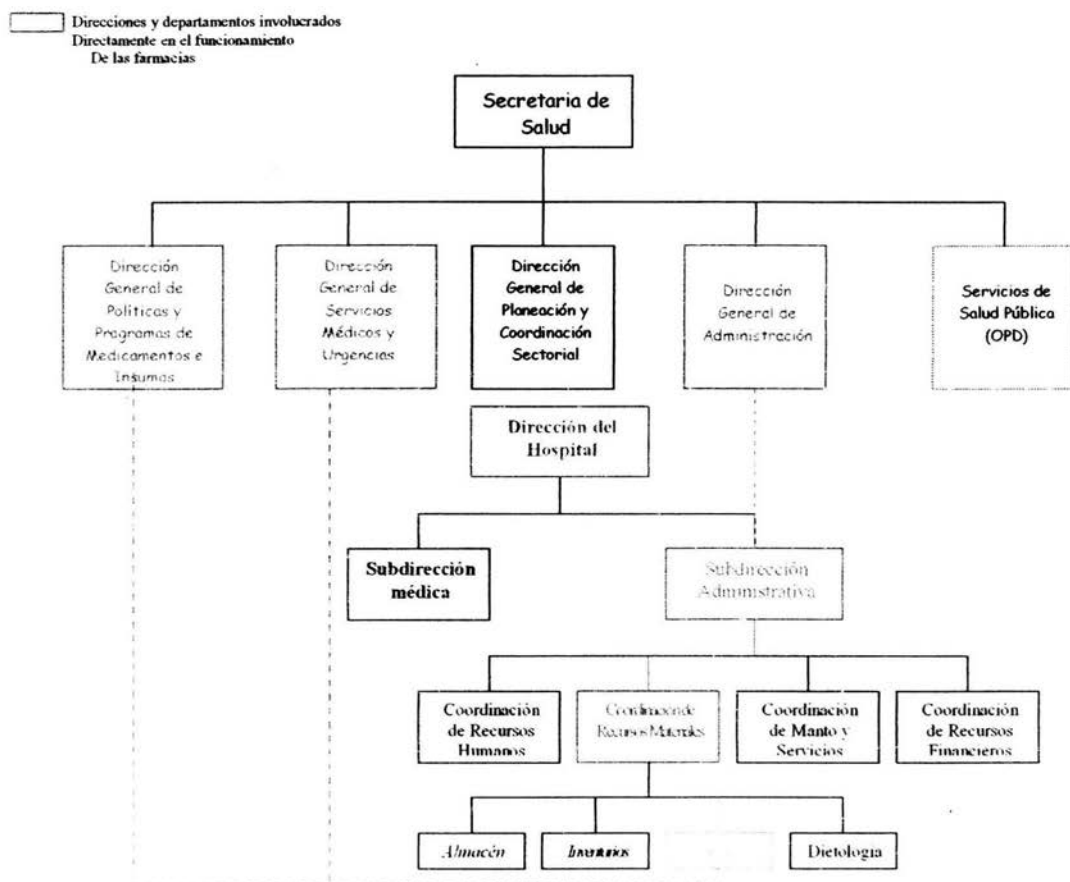 Direcciones y departamentos involucrados
Directamente en el funcionamiento
De las farmacias
Secretaria de
Salud
Dirección
General de
Políticas y
Programas de
Medicamentos e
Insumos
Dirección
General de
Servicios
Médicos y
Urgencias
Dirección
General de
Planeación y
Coordinación
Sectorial
Dirección
General de
Administración
Servicios de
Salud Pública
(OPD)
Dirección del
Hospital
Subdirección
médica
Subdirección
Administrativa
Coordinación
de Recursos
Humanos
Coordinación de
Recursos Materiales
Coordinación
de Manto y
Servicios
Coordinación
de Recursos
Financieros
Almacén
Inventarios
Dietologia